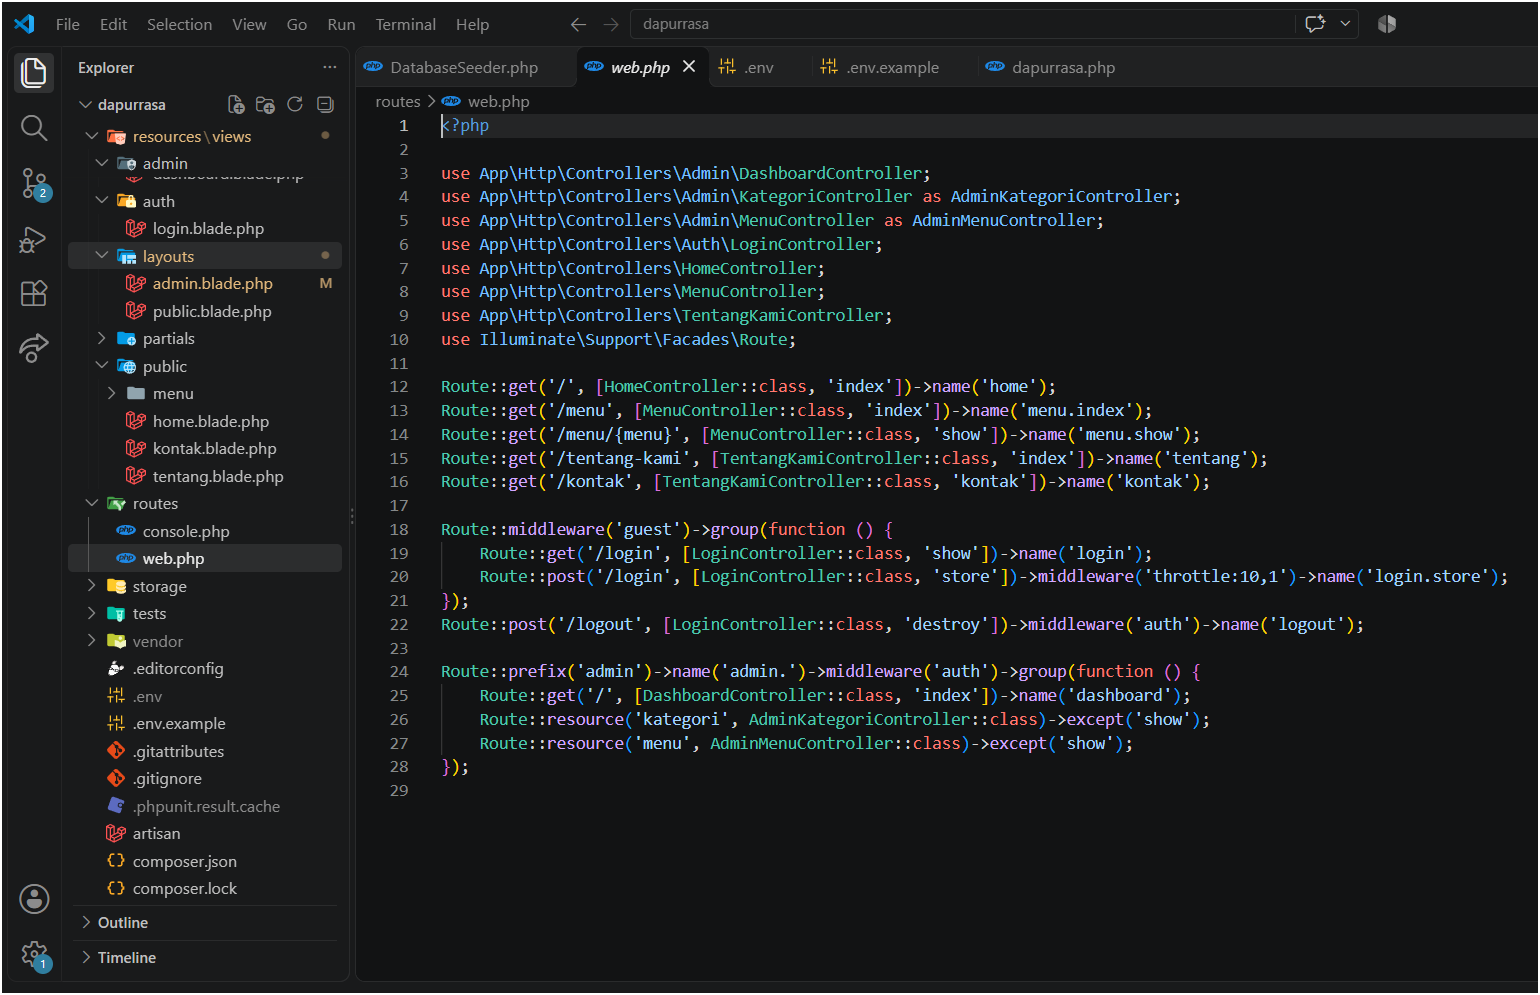 File Edit Selection View Go Run Terminal Help
dapurrasa
Explorer
dapurrasa
resources\views
admin
dashboard.blade.php
auth
login.blade.php
layouts
admin.blade.php M
public.blade.php
partials
public
menu
home.blade.php
kontak.blade.php
tentang.blade.php
routes
console.php
web.php
storage
tests
vendor
.editorconfig
.env
.env.example
.gitattributes
.gitignore
.phpunit.result.cache
artisan
composer.json
composer.lock
Outline
Timeline
2
1
php DatabaseSeeder.php php web.php .env .env.example php dapurrasa.php
routes > php web.php
1 <?php
2
3 use App\Http\Controllers\Admin\DashboardController;
4 use App\Http\Controllers\Admin\KategoriController as AdminKategoriController;
5 use App\Http\Controllers\Admin\MenuController as AdminMenuController;
6 use App\Http\Controllers\Auth\LoginController;
7 use App\Http\Controllers\HomeController;
8 use App\Http\Controllers\MenuController;
9 use App\Http\Controllers\TentangKamiController;
10 use Illuminate\Support\Facades\Route;
11
12 Route::get('/', [HomeController::class, 'index'])->name('home');
13 Route::get('/menu', [MenuController::class, 'index'])->name('menu.index');
14 Route::get('/menu/{menu}', [MenuController::class, 'show'])->name('menu.show');
15 Route::get('/tentang-kami', [TentangKamiController::class, 'index'])->name('tentang');
16 Route::get('/kontak', [TentangKamiController::class, 'kontak'])->name('kontak');
17
18 Route::middleware('guest')->group(function () {
19     Route::get('/login', [LoginController::class, 'show'])->name('login');
20     Route::post('/login', [LoginController::class, 'store'])->middleware('throttle:10,1')->name('login.store');
21 });
22 Route::post('/logout', [LoginController::class, 'destroy'])->middleware('auth')->name('logout');
23
24 Route::prefix('admin')->name('admin.')->middleware('auth')->group(function () {
25     Route::get('/', [DashboardController::class, 'index'])->name('dashboard');
26     Route::resource('kategori', AdminKategoriController::class)->except('show');
27     Route::resource('menu', AdminMenuController::class)->except('show');
28 });
29